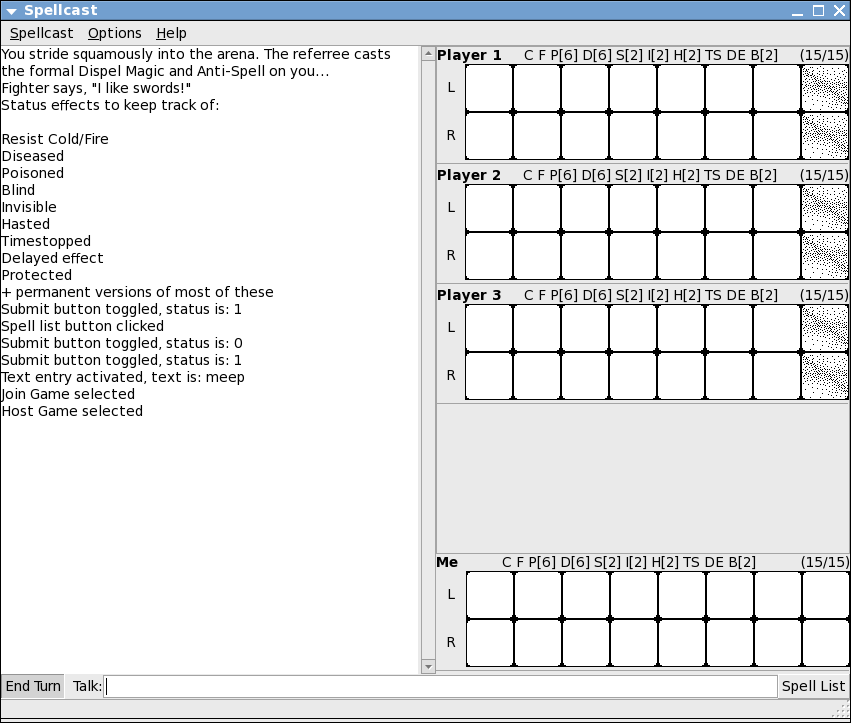 Spellcast
Spellcast Options Help
You stride squamously into the arena. The referree casts
the formal Dispel Magic and Anti-Spell on you...
Fighter says, "I like swords!"
Status effects to keep track of:
Resist Cold/Fire
Diseased
Poisoned
Blind
Invisible
Hasted
Timestopped
Delayed effect
Protected
+ permanent versions of most of these
Submit button toggled, status is: 1
Spell list button clicked
Submit button toggled, status is: 0
Submit button toggled, status is: 1
Text entry activated, text is: meep
Join Game selected
Host Game selected
Player 1 C F P[6] D[6] S[2] I[2] H[2] TS DE B[2] (15/15)
L
R
Player 2 C F P[6] D[6] S[2] I[2] H[2] TS DE B[2] (15/15)
L
R
Player 3 C F P[6] D[6] S[2] I[2] H[2] TS DE B[2] (15/15)
L
R
Me C F P[6] D[6] S[2] I[2] H[2] TS DE B[2] (15/15)
L
R
End Turn Talk: Spell List